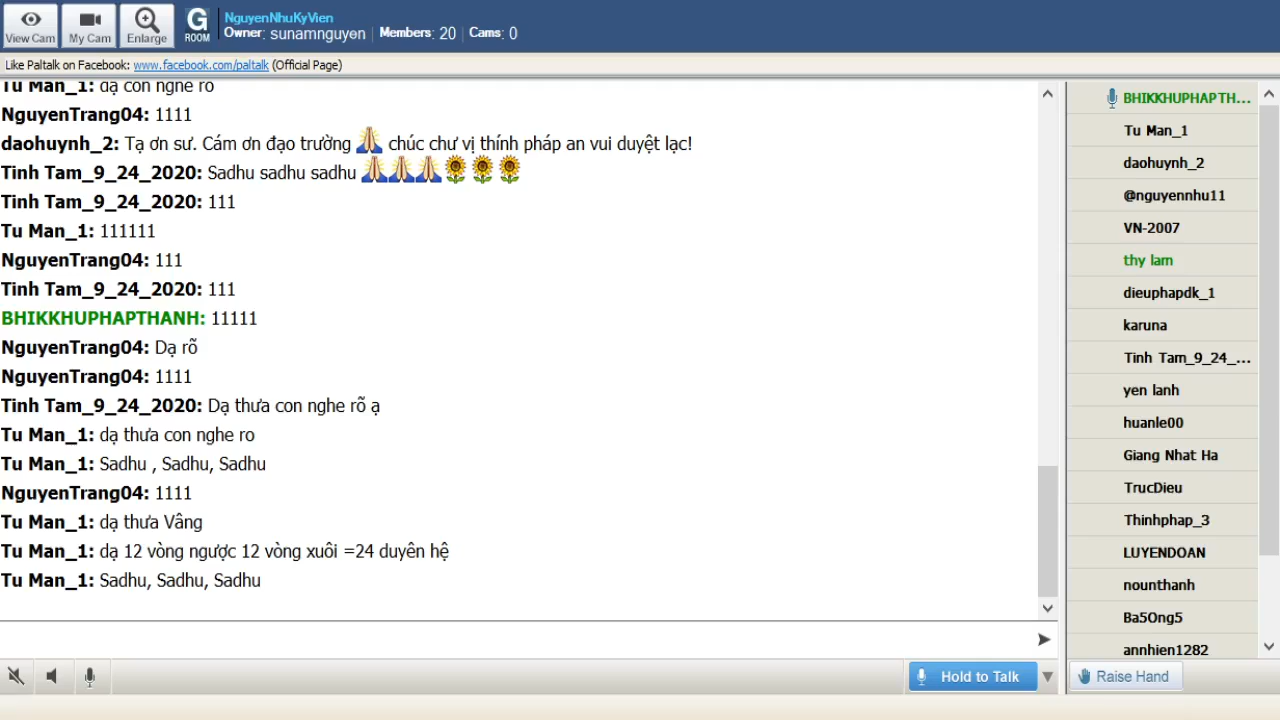 View Cam
My Cam
Enlarge
G
ROOM
NguyenNhuKyVien
Owner: sunamnguyen Members: 20 Cams: 0
Like Paltalk on Facebook: www.facebook.com/paltalk (Official Page)
Tu Man_1: dạ con nghe ro
NguyenTrang04: 1111
daohuynh_2: Tạ ơn sư. Cám ơn đạo trường 🙏 chúc chư vị thính pháp an vui duyệt lạc!
Tinh Tam_9_24_2020: Sadhu sadhu sadhu 🙏🙏🙏🌻🌻🌻
Tinh Tam_9_24_2020: 111
Tu Man_1: 111111
NguyenTrang04: 111
Tinh Tam_9_24_2020: 111
BHIKKHUPHAPTHANH: 11111
NguyenTrang04: Dạ rõ
NguyenTrang04: 1111
Tinh Tam_9_24_2020: Dạ thưa con nghe rõ ạ
Tu Man_1: dạ thưa con nghe ro
Tu Man_1: Sadhu , Sadhu, Sadhu
NguyenTrang04: 1111
Tu Man_1: dạ thưa Vâng
Tu Man_1: dạ 12 vòng ngược 12 vòng xuôi =24 duyên hệ
Tu Man_1: Sadhu, Sadhu, Sadhu
BHIKKHUPHAPTH...
Tu Man_1
daohuynh_2
@nguyennhu11
VN-2007
thy lam
dieuphapdk_1
karuna
Tinh Tam_9_24_...
yen lanh
huanle00
Giang Nhat Ha
TrucDieu
Thinhphap_3
LUYENDOAN
nounthanh
Ba5Ong5
annhien1282
Hold to Talk
Raise Hand